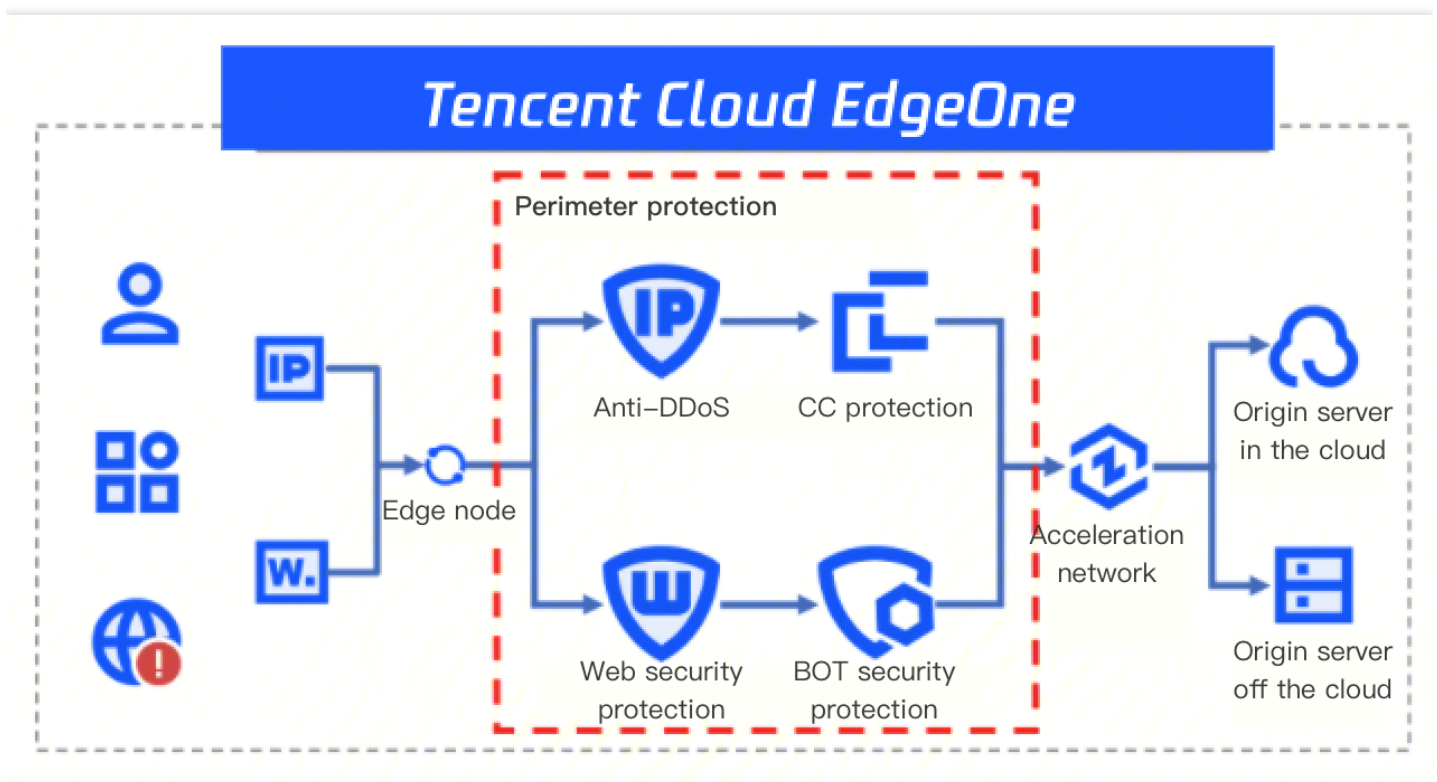 Tencent Cloud EdgeOne
Perimeter protection
IP
IP
Anti-DDoS
CC protection
Origin server
in the cloud
Edge node
W.
W
Acceleration
network
Web security
protection
BOT security
protection
Origin server
off the cloud